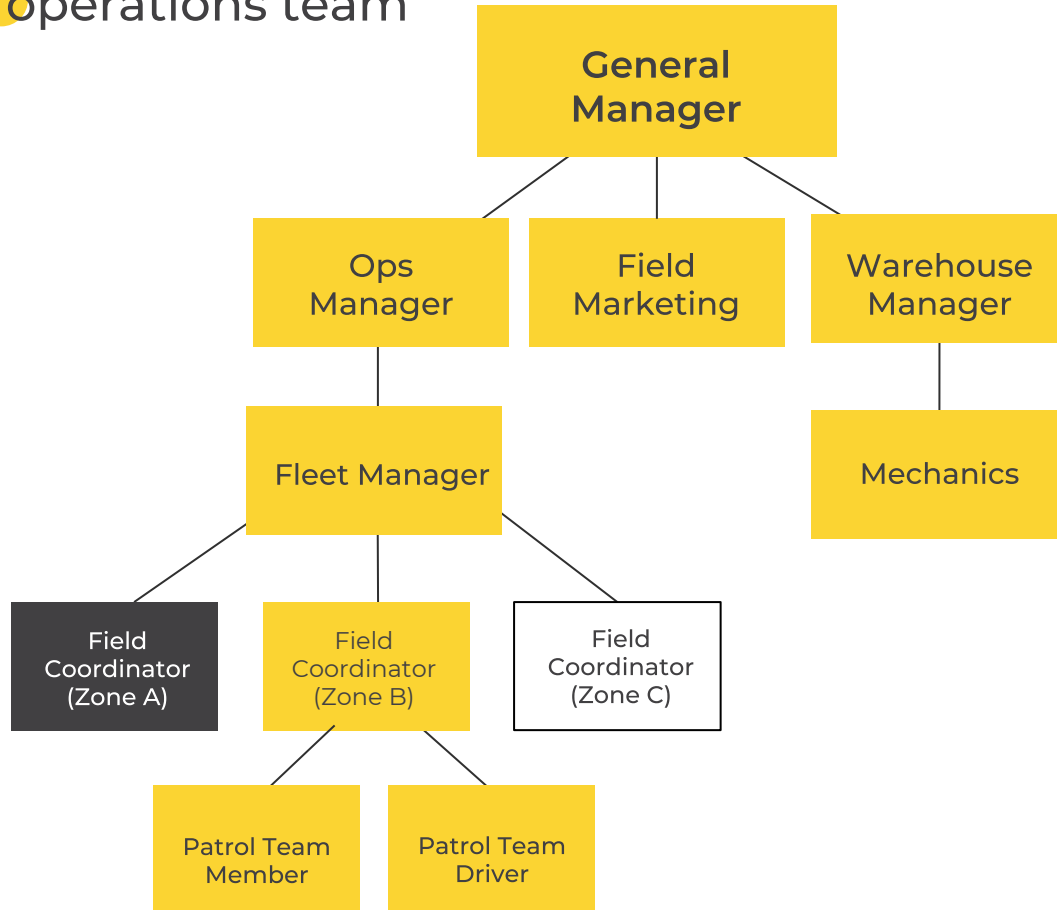 operations team
General
Manager
Ops
Manager
Field
Marketing
Warehouse
Manager
Fleet Manager
Mechanics
Field
Coordinator
(Zone A)
Field
Coordinator
(Zone B)
Field
Coordinator
(Zone C)
Patrol Team
Member
Patrol Team
Driver